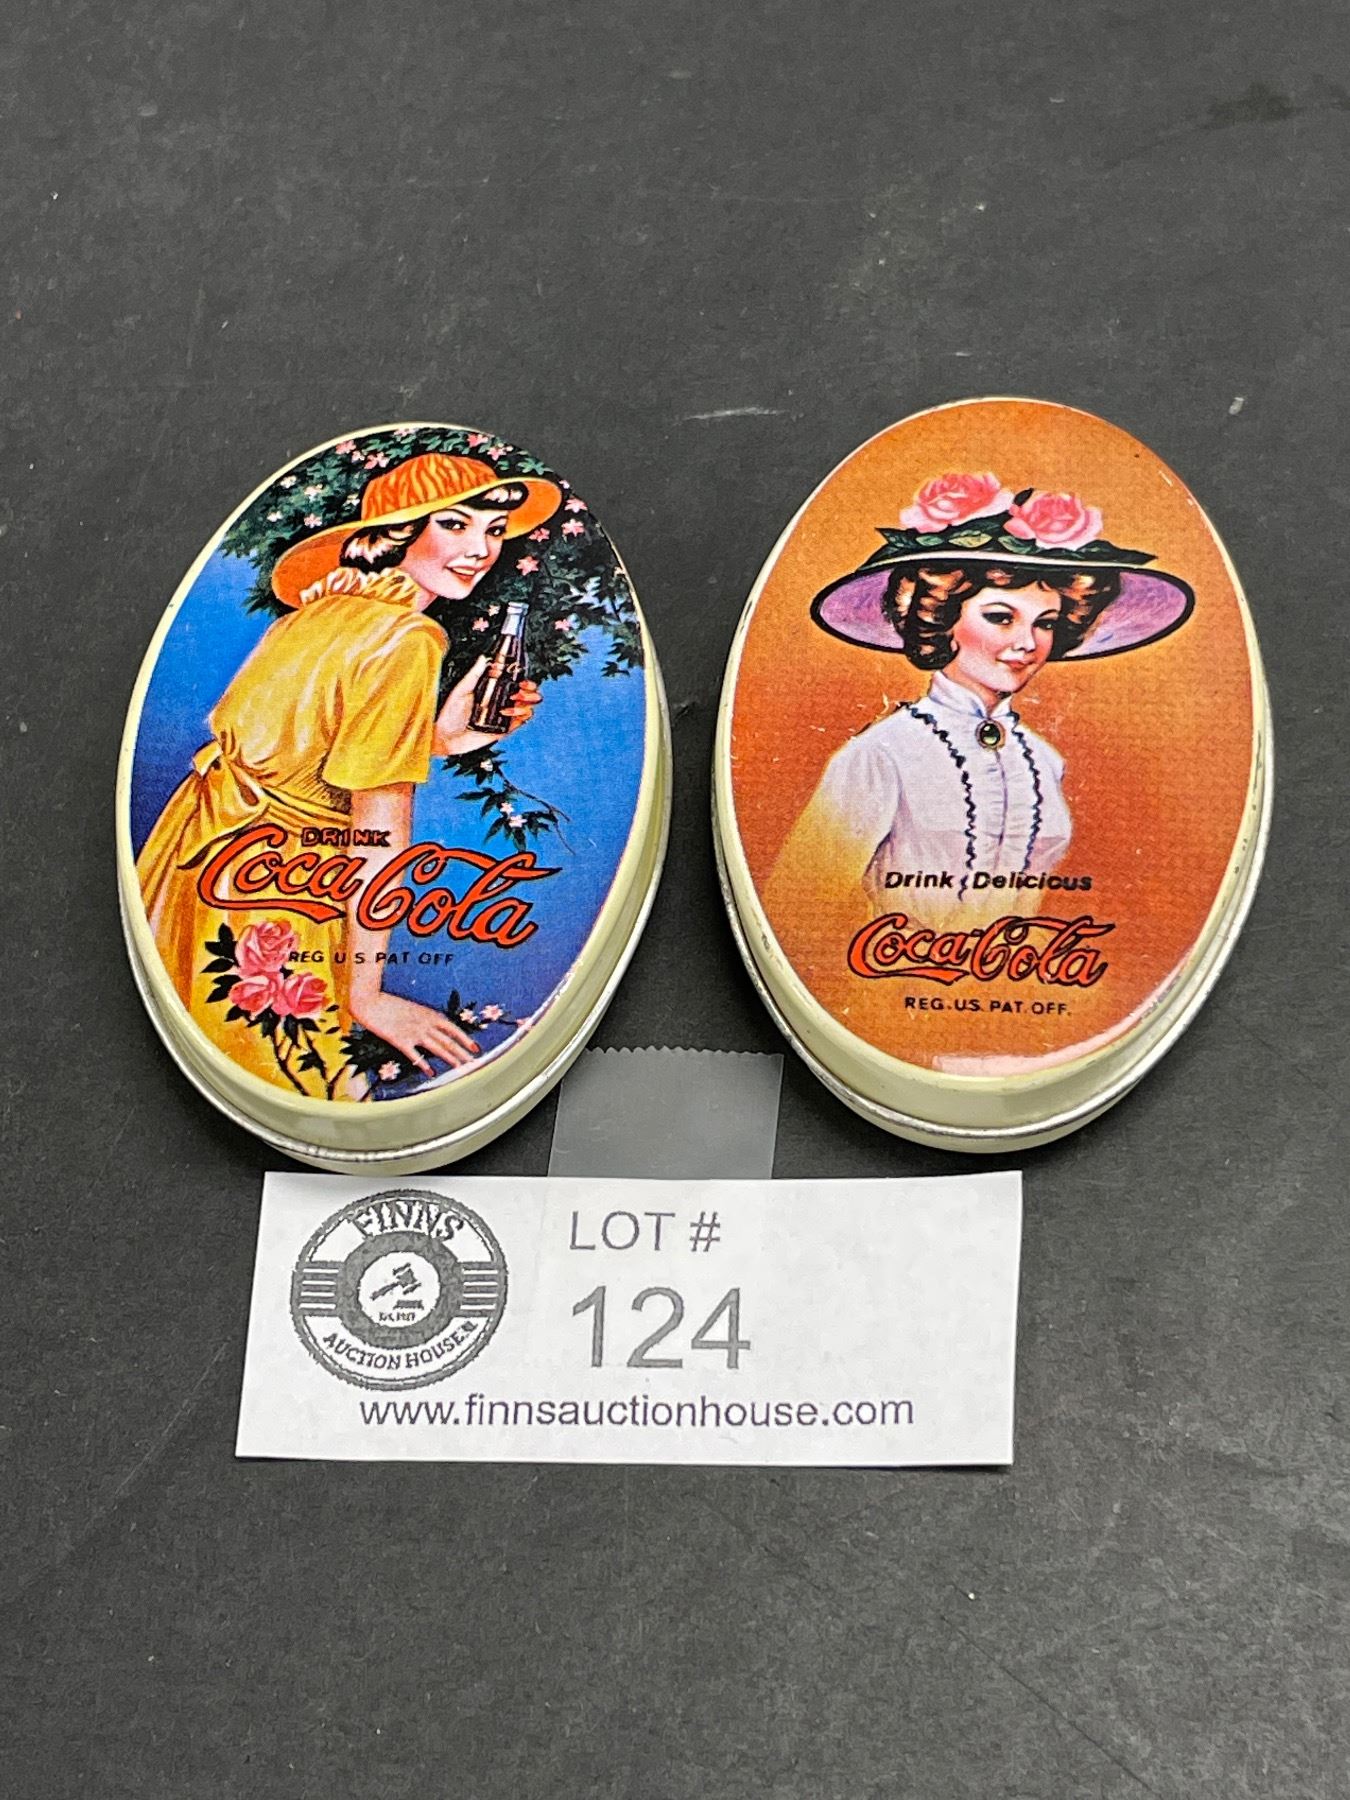 DRINK
Coca Cola
REG U S PAT OFF
Drink Delicicus
Coca-Cola
REG. US. PAT. OFF.
FINNS
AUCTION HOUSE
LOT #
124
www.finnsauctionhouse.com